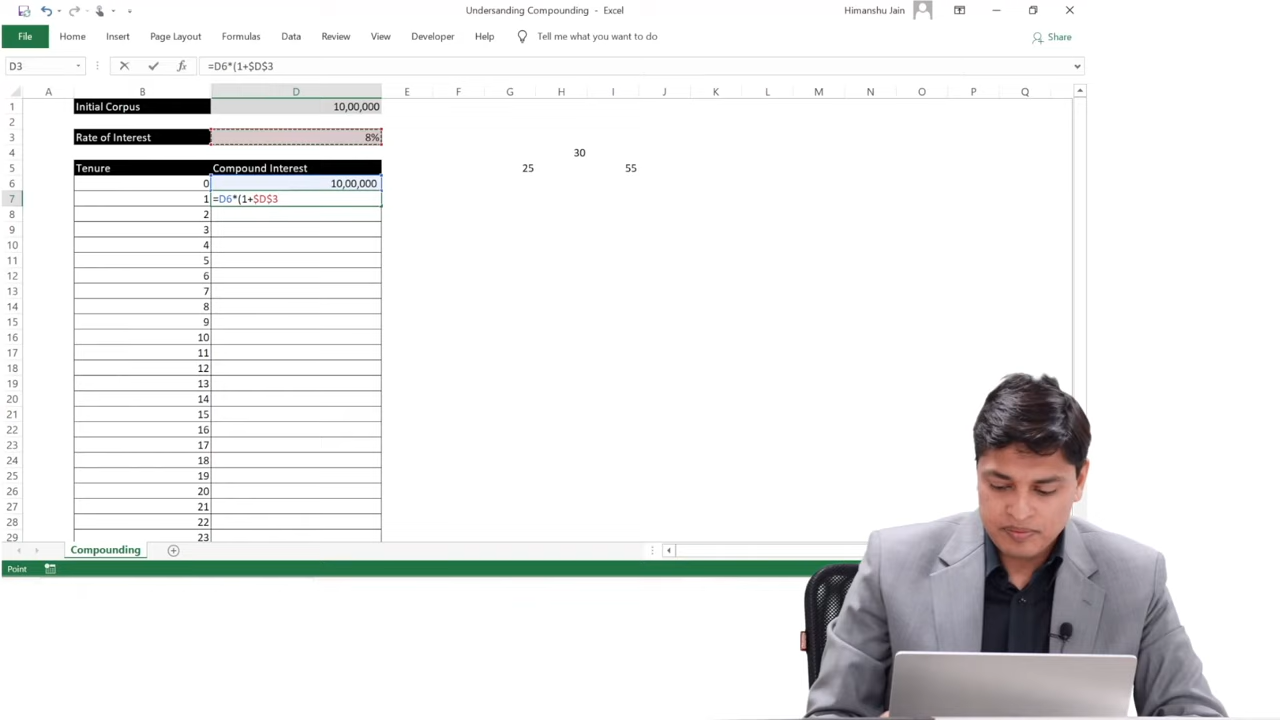 Undersanding Compounding - Excel
Himanshu Jain
File Home Insert Page Layout Formulas Data Review View Developer Help Tell me what you want to do Share
D3 fx =D6*(1+$D$3
A B D E F G H I J K L M N O P Q
1 Initial Corpus 10,00,000
2
3 Rate of Interest 8%
4 30
5 Tenure Compound Interest 25 55
6 0 10,00,000
7 1 =D6*(1+$D$3
8 2
9 3
10 4
11 5
12 6
13 7
14 8
15 9
16 10
17 11
18 12
19 13
20 14
21 15
22 16
23 17
24 18
25 19
26 20
27 21
28 22
29 23
Compounding
Point